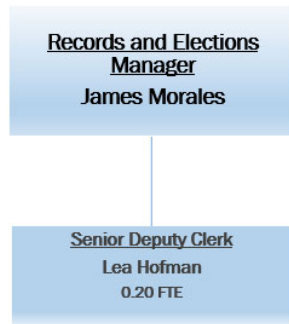 Records and Elections
Manager
James Morales
Senior Deputy Clerk
Lea Hofman
0.20 FTE